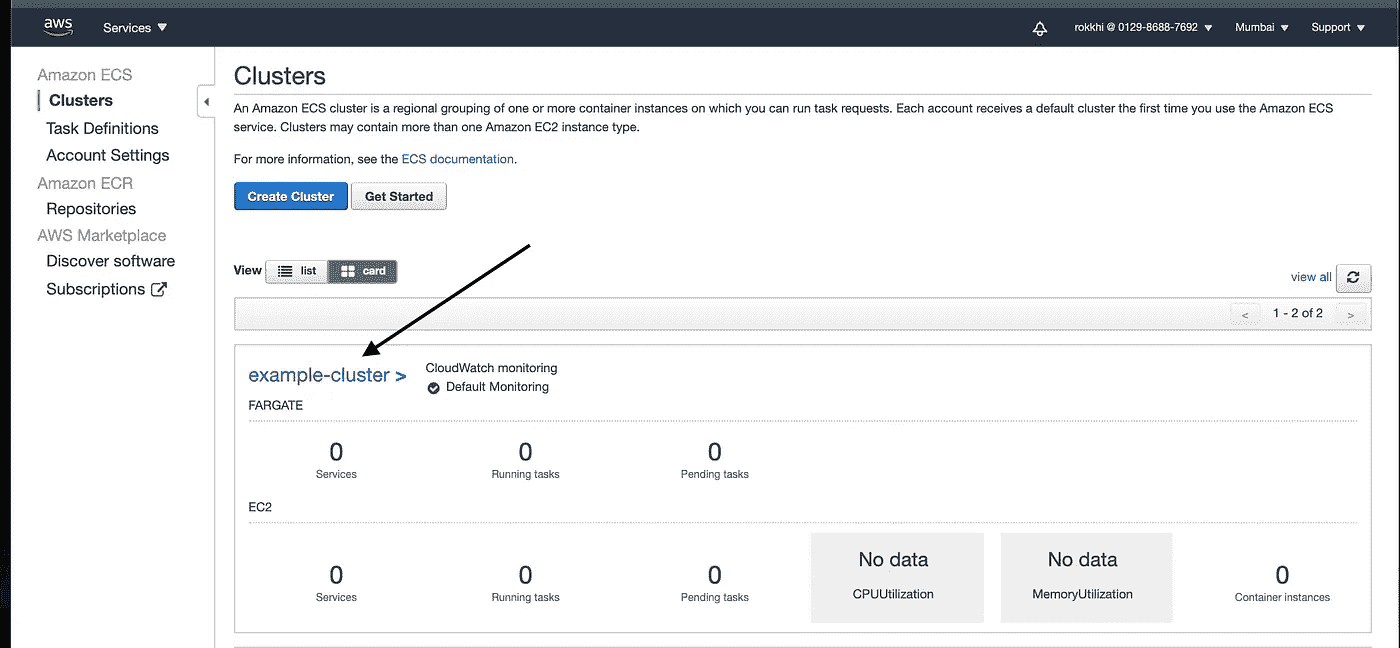 aws Services rokkhi @ 0129-8688-7692 Mumbai Support
Amazon ECS
Clusters
Task Definitions
Account Settings
Amazon ECR
Repositories
AWS Marketplace
Discover software
Subscriptions
Clusters
An Amazon ECS cluster is a regional grouping of one or more container instances on which you can run task requests. Each account receives a default cluster the first time you use the Amazon ECS
service. Clusters may contain more than one Amazon EC2 instance type.
For more information, see the ECS documentation.
Create Cluster Get Started
View list card
view all
< 1 - 2 of 2 >
example-cluster >
CloudWatch monitoring
Default Monitoring
FARGATE
0 0 0
Services Running tasks Pending tasks
EC2
0 0 0 No data No data 0
Services Running tasks Pending tasks CPUUtilization MemoryUtilization Container instances